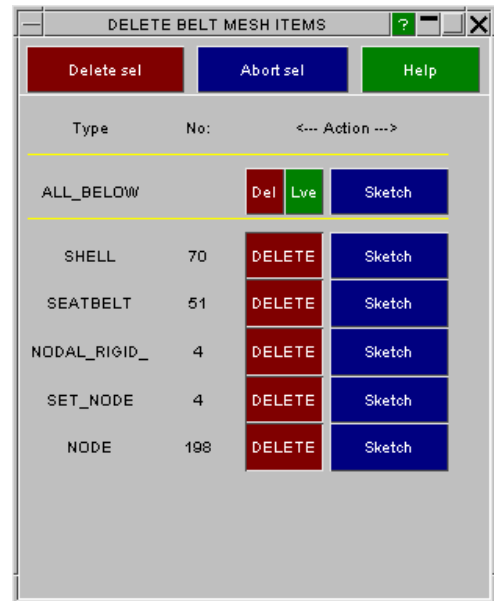 DELETE BELT MESH ITEMS ?
Delete sel Abort sel Help
Type No: <--- Action --->
ALL_BELOW Del Lve Sketch
SHELL 70 DELETE Sketch
SEATBELT 51 DELETE Sketch
NODAL_RIGID_ 4 DELETE Sketch
SET_NODE 4 DELETE Sketch
NODE 198 DELETE Sketch